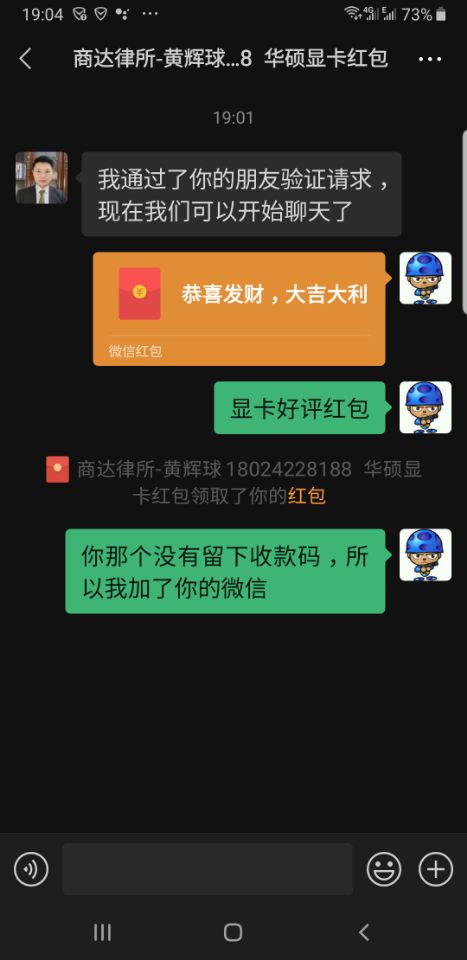 19:04
4G
E
73%
商达律所-黄辉球...8 华硕显卡红包
19:01
我通过了你的朋友验证请求，
现在我们可以开始聊天了
恭喜发财，大吉大利
微信红包
显卡好评红包
商达律所-黄辉球 18024228188 华硕显
卡红包领取了你的红包
你那个没有留下收款码，所
以我加了你的微信